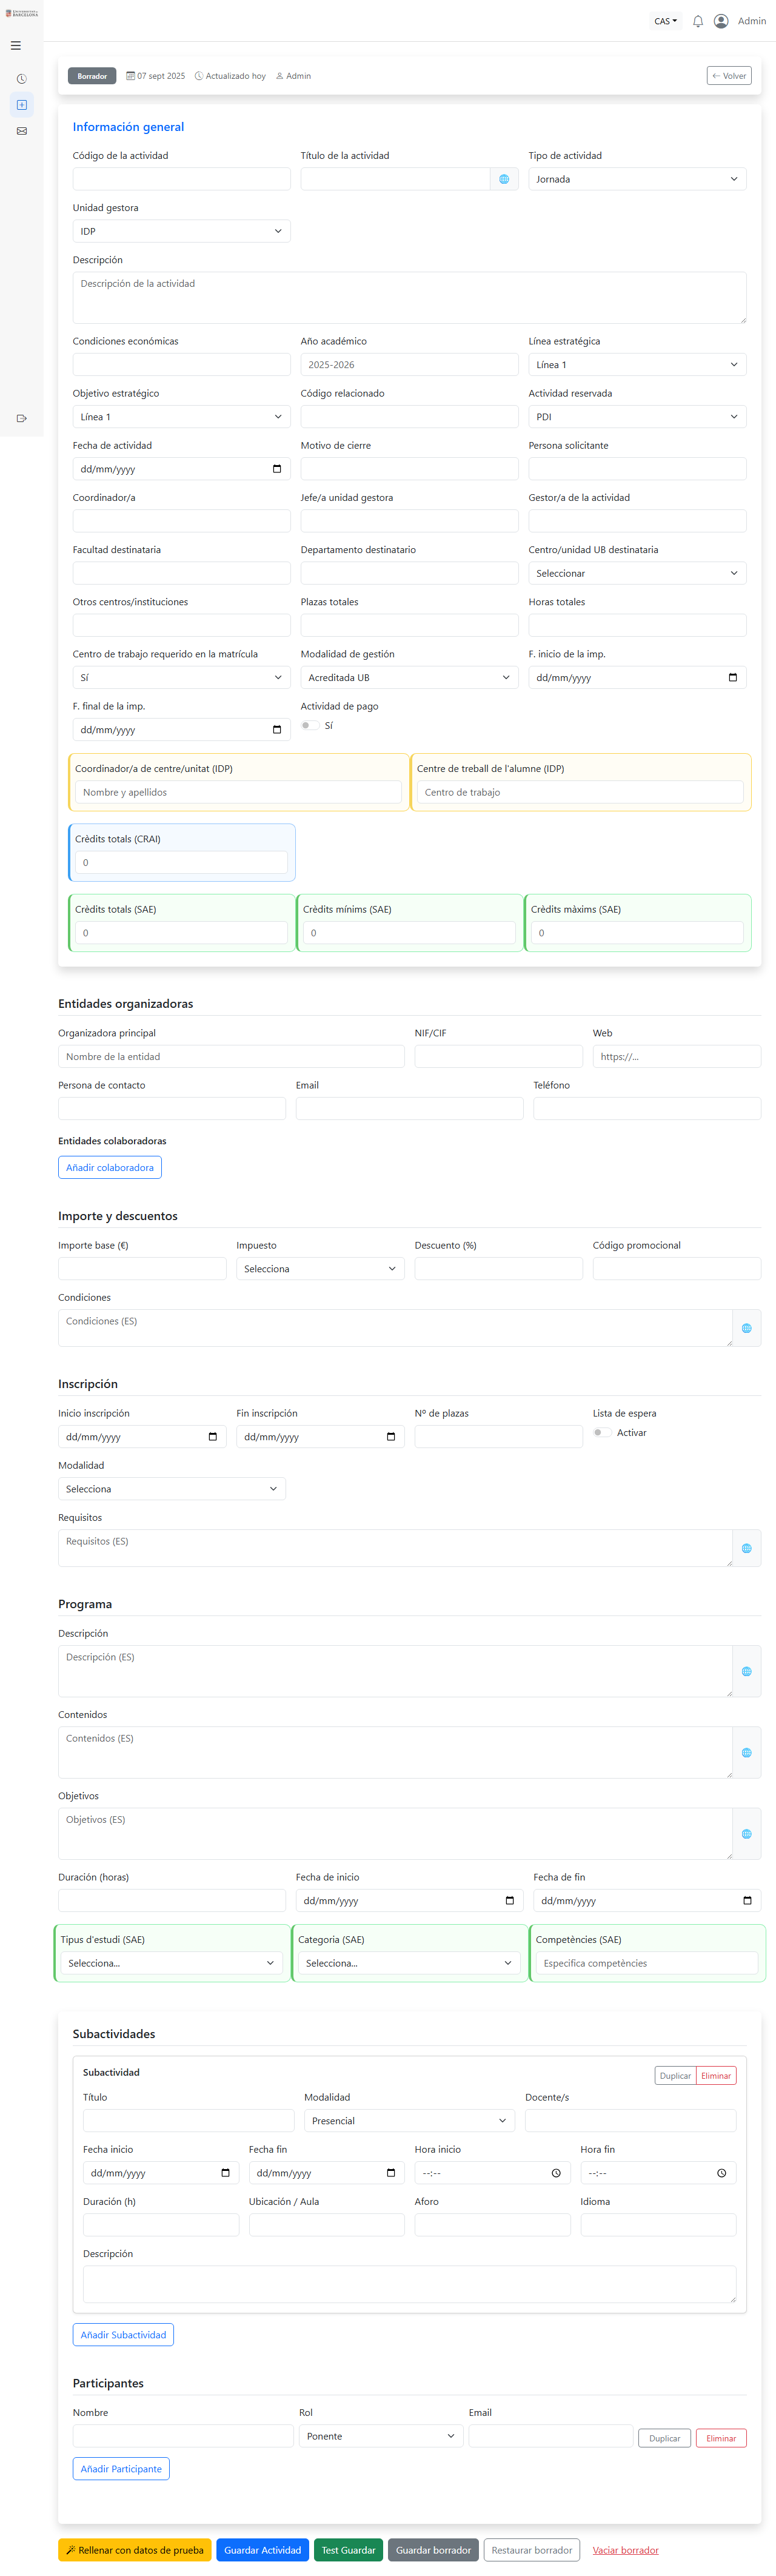 UNIVERSITAT DE
BARCELONA
CAS
Admin
Borrador 07 sept 2025 Actualizado hoy Admin ← Volver
Información general
Código de la actividad Título de la actividad Tipo de actividad
Jornada
Unidad gestora
IDP
Descripción
Descripción de la actividad
Condiciones económicas Año académico Línea estratégica
2025-2026 Línea 1
Objetivo estratégico Código relacionado Actividad reservada
Línea 1 PDI
Fecha de actividad Motivo de cierre Persona solicitante
dd/mm/yyyy
Coordinador/a Jefe/a unidad gestora Gestor/a de la actividad
Facultad destinataria Departamento destinatario Centro/unidad UB destinataria
Seleccionar
Otros centros/instituciones Plazas totales Horas totales
Centro de trabajo requerido en la matrícula Modalidad de gestión F. inicio de la imp.
Sí Acreditada UB dd/mm/yyyy
F. final de la imp. Actividad de pago
dd/mm/yyyy Sí
Coordinador/a de centre/unitat (IDP) Centre de treball de l'alumne (IDP)
Nombre y apellidos Centro de trabajo
Crèdits totals (CRAI)
0
Crèdits totals (SAE) Crèdits mínims (SAE) Crèdits màxims (SAE)
0 0 0
Entidades organizadoras
Organizadora principal NIF/CIF Web
Nombre de la entidad https://...
Persona de contacto Email Teléfono
Entidades colaboradoras
Añadir colaboradora
Importe y descuentos
Importe base (€) Impuesto Descuento (%) Código promocional
Selecciona
Condiciones
Condiciones (ES)
Inscripción
Inicio inscripción Fin inscripción Nº de plazas Lista de espera
dd/mm/yyyy dd/mm/yyyy Activar
Modalidad
Selecciona
Requisitos
Requisitos (ES)
Programa
Descripción
Descripción (ES)
Contenidos
Contenidos (ES)
Objetivos
Objetivos (ES)
Duración (horas) Fecha de inicio Fecha de fin
dd/mm/yyyy dd/mm/yyyy
Tipus d'estudi (SAE) Categoria (SAE) Competències (SAE)
Selecciona... Selecciona... Especifica competències
Subactividades
Subactividad Duplicar Eliminar
Título Modalidad Docente/s
Presencial
Fecha inicio Fecha fin Hora inicio Hora fin
dd/mm/yyyy dd/mm/yyyy --:-- --:--
Duración (h) Ubicación / Aula Aforo Idioma
Descripción
Añadir Subactividad
Participantes
Nombre Rol Email
Ponente Duplicar Eliminar
Añadir Participante
Rellenar con datos de prueba Guardar Actividad Test Guardar Guardar borrador Restaurar borrador Vaciar borrador